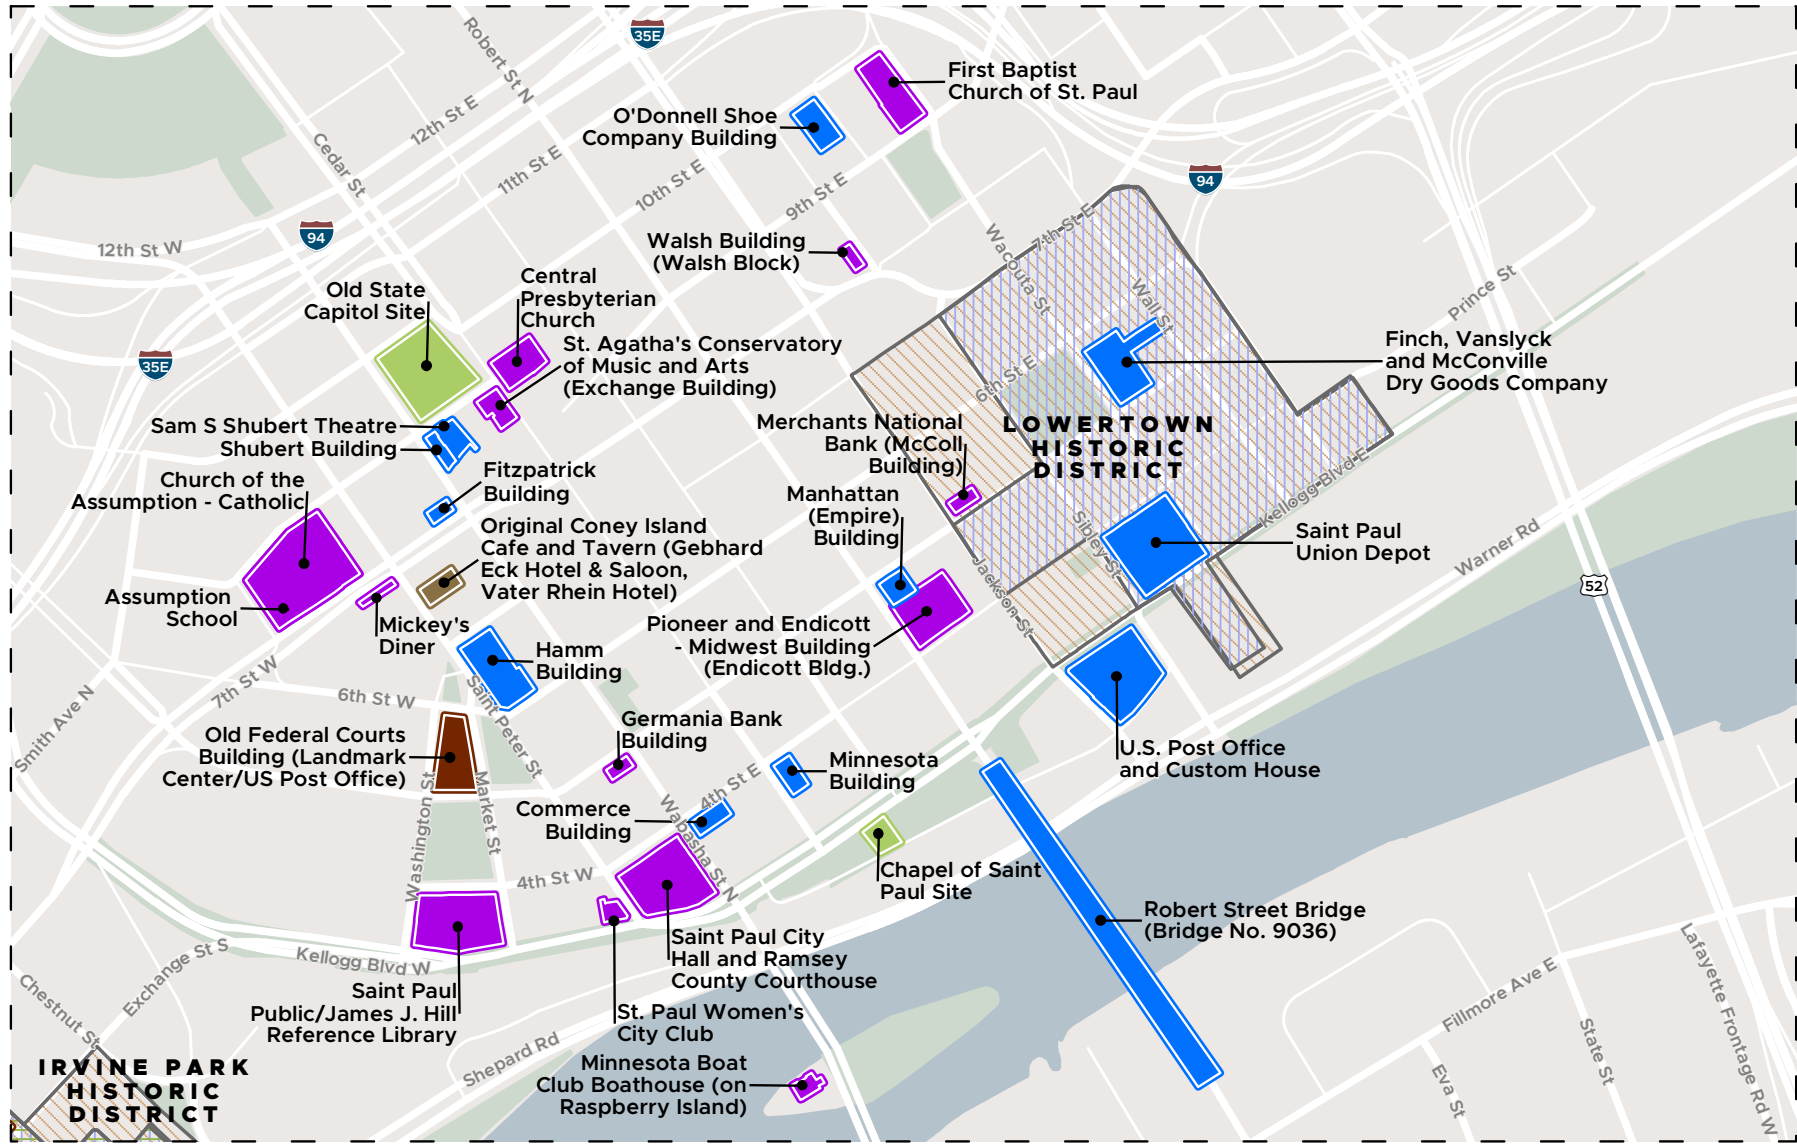 35E
Robert St N
First Baptist
Church of St. Paul
12th St E
O'Donnell Shoe
Company Building
Cedar St
11th St E
10th St E
9th St E
94
7th St E
12th St W
94
Walsh Building
(Walsh Block)
Wacouta St
Wall St
Prince St
Old State
Capitol Site
Central
Presbyterian
Church
35E
St. Agatha's Conservatory
of Music and Arts
(Exchange Building)
6th St E
Finch, Vanslyck
and McConville
Dry Goods Company
Sam S Shubert Theatre
Shubert Building
Merchants National
Bank (McColl
Building)
LOWERTOWN
HISTORIC
DISTRICT
Church of the
Assumption - Catholic
Fitzpatrick
Building
Manhattan
(Empire)
Building
Kellogg Blvd E
Original Coney Island
Cafe and Tavern (Gebhard
Eck Hotel & Saloon,
Vater Rhein Hotel)
Sibley St
Saint Paul
Union Depot
Warner Rd
Jackson St
52
Assumption
School
Mickey's
Diner
Pioneer and Endicott
- Midwest Building
(Endicott Bldg.)
Hamm
Building
7th St W
6th St W
Saint Peter St
Smith Ave N
Germania Bank
Building
Old Federal Courts
Building (Landmark
Center/US Post Office)
Minnesota
Building
U.S. Post Office
and Custom House
4th St E
Washington St
Market St
Commerce
Building
Wabasha St N
4th St W
Chapel of Saint
Paul Site
Robert Street Bridge
(Bridge No. 9036)
Saint Paul City
Hall and Ramsey
County Courthouse
Kellogg Blvd W
Exchange St S
Chestnut St
Saint Paul
Public/James J. Hill
Reference Library
St. Paul Women's
City Club
Fillmore Ave E
Lafayette Frontage Rd W
State St
Eva St
Shepard Rd
Minnesota Boat
Club Boathouse (on
Raspberry Island)
IRVINE PARK
HISTORIC
DISTRICT